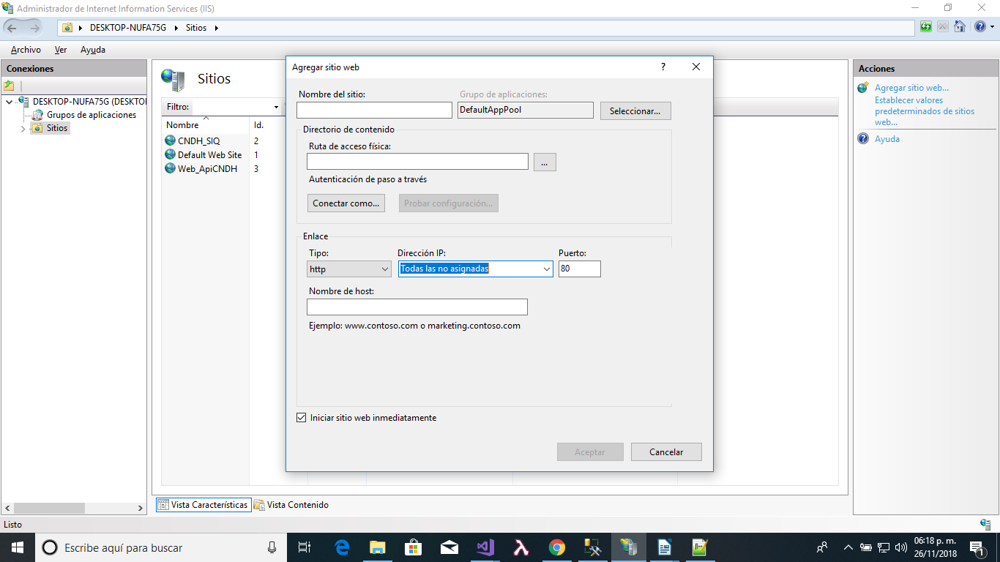 Administrador de Internet Information Services (IIS)
DESKTOP-NUFA75G
Sitios
Archivo Ver Ayuda
Conexiones
DESKTOP-NUFA75G (DESKTO
Grupos de aplicaciones
Sitios
Sitios
Filtro:
Nombre Id.
CNDH_SIQ 2
Default Web Site 1
Web_ApiCNDH 3
Agregar sitio web
?
Nombre del sitio:
Grupo de aplicaciones:
DefaultAppPool
Seleccionar...
Directorio de contenido
Ruta de acceso física:
...
Autenticación de paso a través
Conectar como...
Probar configuración...
Enlace
Tipo: Dirección IP: Puerto:
http Todas las no asignadas 80
Nombre de host:
Ejemplo: www.contoso.com o marketing.contoso.com
Iniciar sitio web inmediatamente
Aceptar Cancelar
Acciones
Agregar sitio web...
Establecer valores
predeterminados de sitios
web...
Ayuda
Vista Características Vista Contenido
Listo
Escribe aquí para buscar
06:18 p. m.
26/11/2018
1